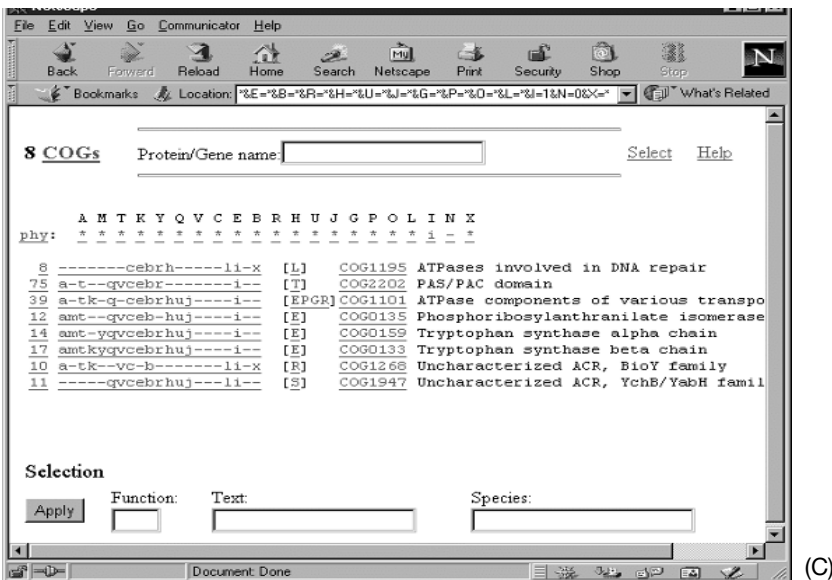 Netscape
File Edit View Go Communicator Help
Back Forward Reload Home Search Netscape Print Security Shop Stop
Bookmarks Location: *&E=*&B=*&R=*&H=*&U=*&J=*&G=*&P=*&O=*&L=*&I=1&N=0&X=* What's Related
8 COGs Protein/Gene name: Select Help
A M T K Y Q V C E B R H U J G P O L I N X
phy: * * * * * * * * * * * * * * * * * * i - *
8 -------cebrh------li-x [L] COG1195 ATPases involved in DNA repair
75 a-t--qvcebr--------i-- [T] COG2202 PAS/PAC domain
39 a-tk-q-cebrhuj----i-- [EPGR] COG1101 ATPase components of various transpo
12 amt--qvceb-huj----i-- [E] COG0135 Phosphoribosylanthranilate isomerase
14 amt-yqvcebrhuj----i-- [E] COG0159 Tryptophan synthase alpha chain
17 amtkyqvcebrhuj----i-- [E] COG0133 Tryptophan synthase beta chain
10 a-tk--vc-b-------li-x [R] COG1268 Uncharacterized ACR, BioY family
11 -----qvcebrhuj---li-x [S] COG1947 Uncharacterized ACR, YchB/YabH famil
Selection
Function: Text: Species:
Apply
Document: Done
(C)